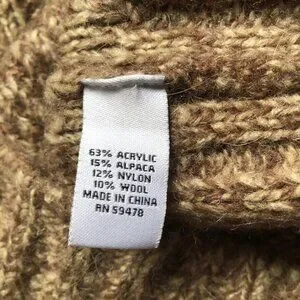 63% ACRYLIC
15% ALPACA
12% NYLON
10% WOOL
MADE IN CHINA
RN 59478